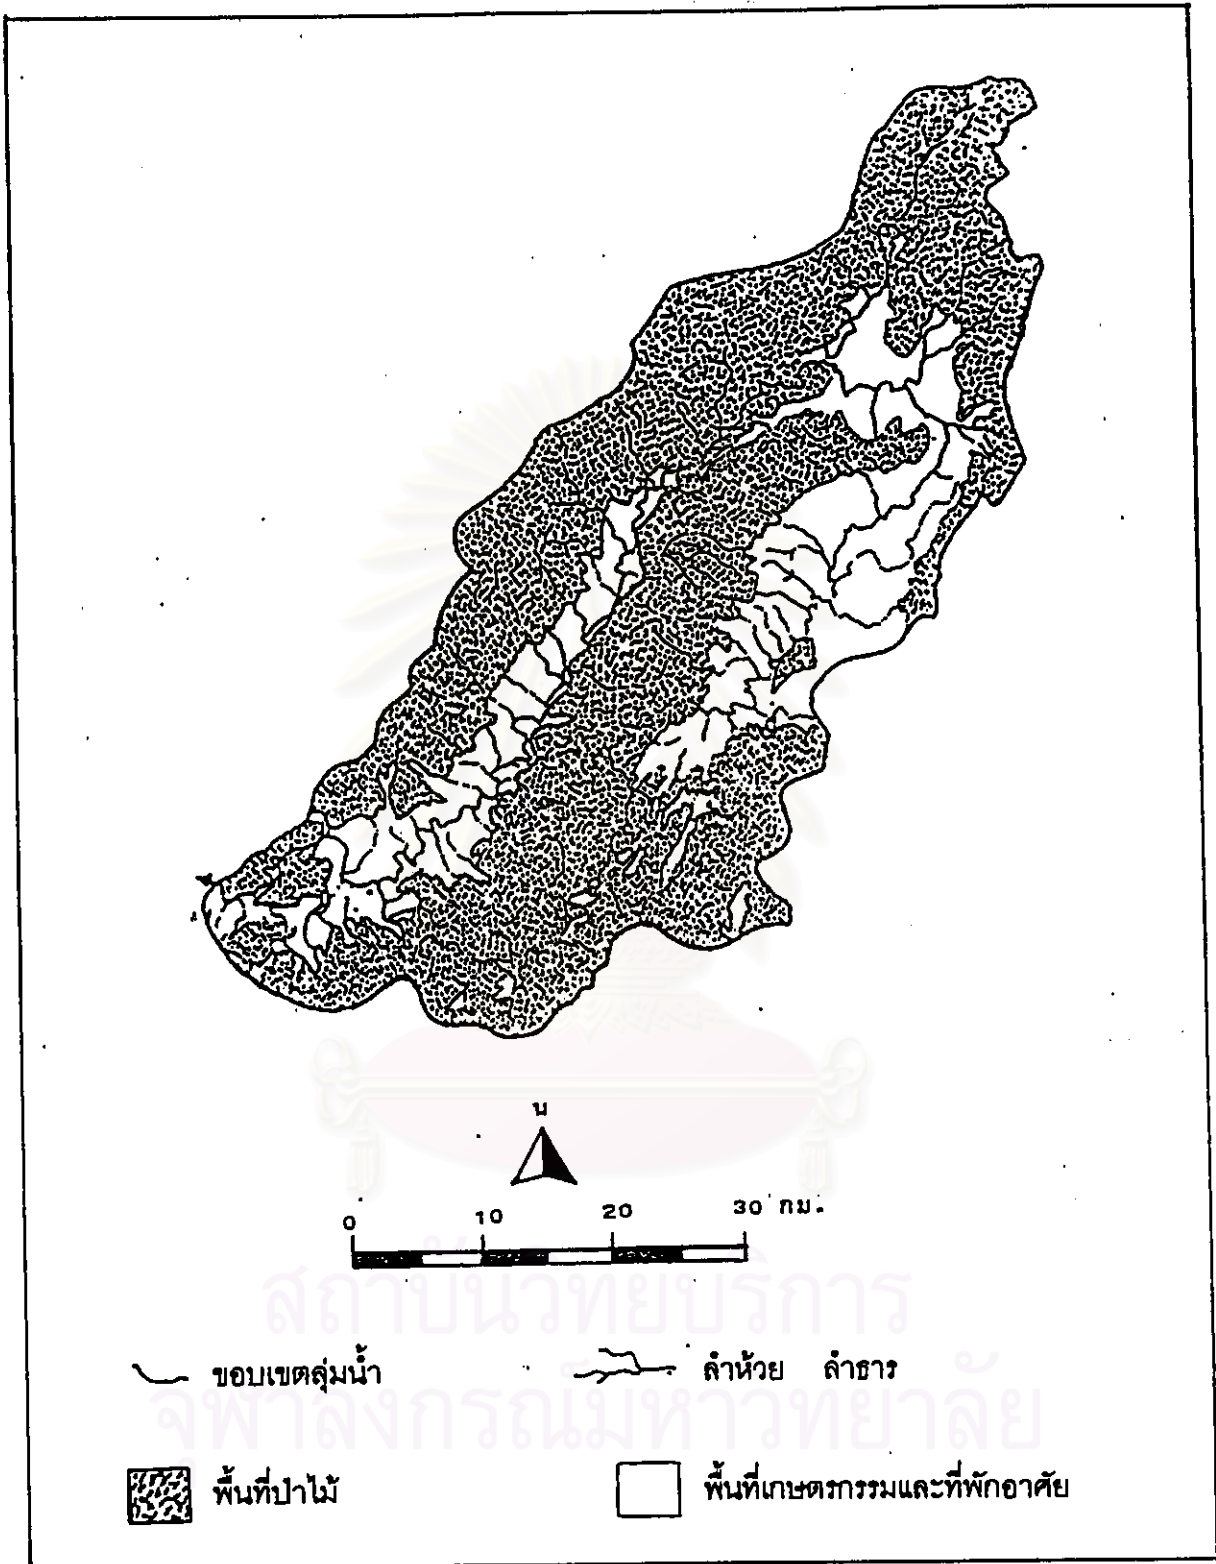 น
0 10 20 30 กม.
สถาบันวิทยบริการ
ขอบเขตลุ่มน้ำ ลำห้วย ลำธาร
จุฬาลงกรณ์มหาวิทยาลัย
พื้นที่ป่าไม้ พื้นที่เกษตรกรรมและที่พักอาศัย